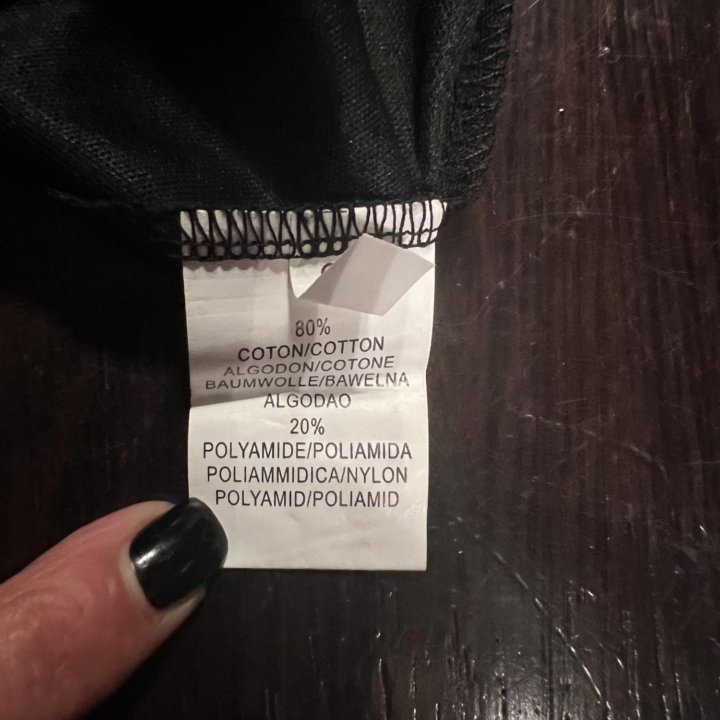 80%
COTON/COTTON
ALGODON/COTONE
BAUMWOLLE/BAWELNA
ALGODAO
20%
POLYAMIDE/POLIAMIDA
POLIAMMIDICA/NYLON
POLYAMID/POLIAMID